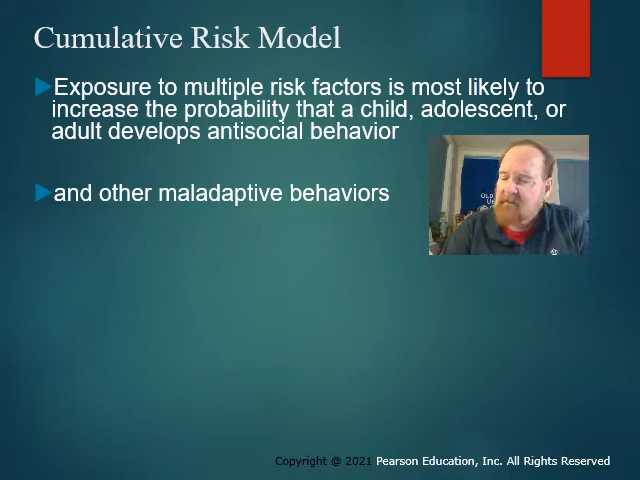 Cumulative Risk Model
Exposure to multiple risk factors is most likely to
increase the probability that a child, adolescent, or
adult develops antisocial behavior
and other maladaptive behaviors
OLD
Copyright @ 2021 Pearson Education, Inc. All Rights Reserved